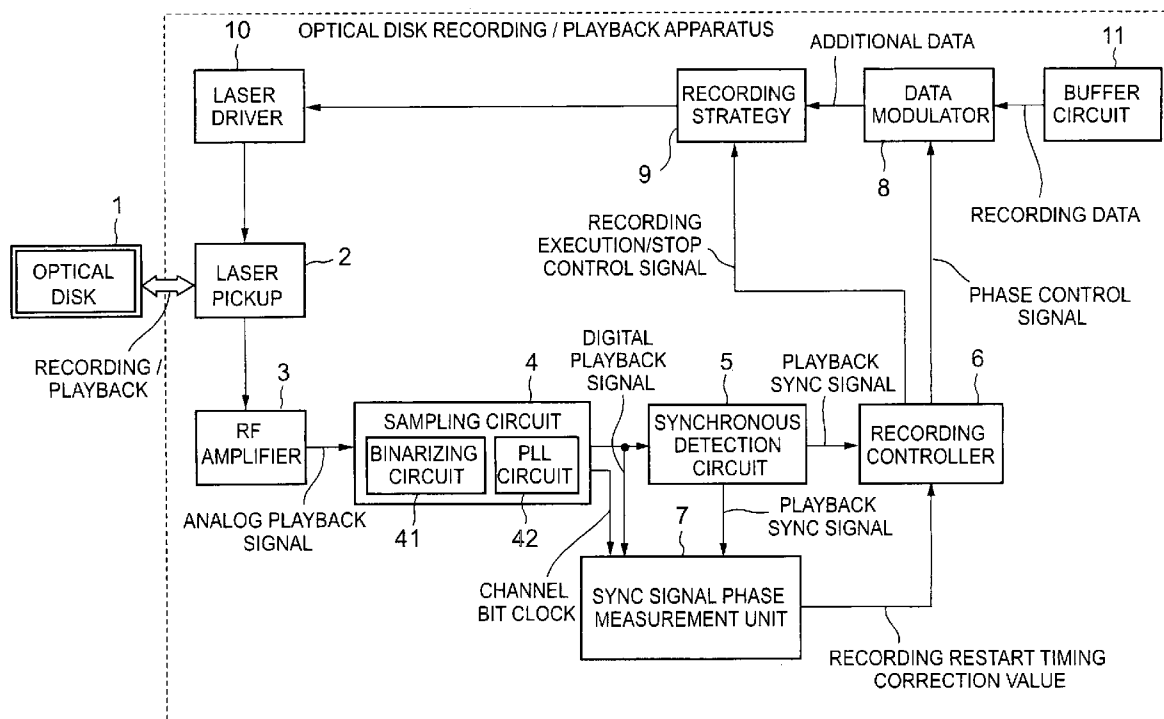 OPTICAL DISK RECORDING / PLAYBACK APPARATUS
10
LASER
DRIVER
RECORDING
STRATEGY
9
ADDITIONAL DATA
DATA
MODULATOR
8
11
BUFFER
CIRCUIT
RECORDING DATA
1
OPTICAL
DISK
RECORDING /
PLAYBACK
LASER
PICKUP
2
RECORDING
EXECUTION/STOP
CONTROL SIGNAL
PHASE CONTROL
SIGNAL
3
RF
AMPLIFIER
ANALOG PLAYBACK
SIGNAL
4
SAMPLING CIRCUIT
BINARIZING
CIRCUIT
41
PLL
CIRCUIT
42
DIGITAL
PLAYBACK
SIGNAL
5
SYNCHRONOUS
DETECTION
CIRCUIT
PLAYBACK
SYNC SIGNAL
6
RECORDING
CONTROLLER
PLAYBACK
SYNC SIGNAL
CHANNEL
BIT CLOCK
7
SYNC SIGNAL PHASE
MEASUREMENT UNIT
RECORDING RESTART TIMING
CORRECTION VALUE